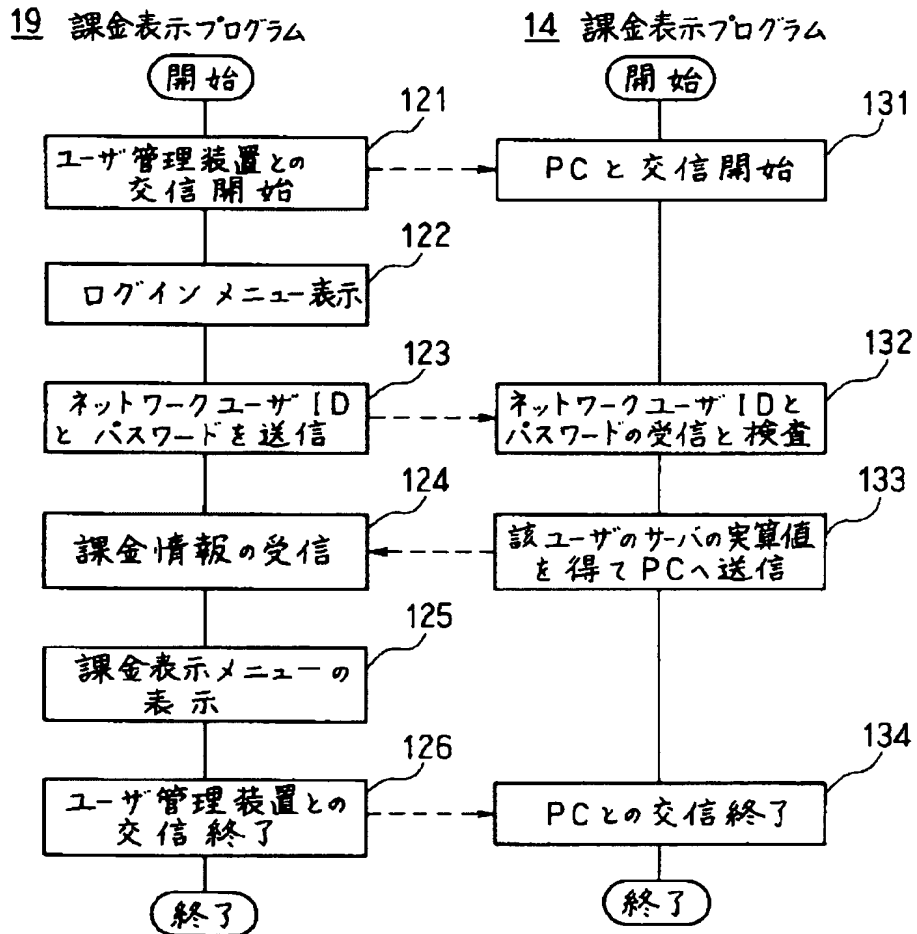 19 課金表示プログラム
開始
121
ユーザ管理装置との
交信開始
122
ログインメニュー表示
123
ネットワークユーザID
とパスワードを送信
124
課金情報の受信
125
課金表示メニューの
表示
126
ユーザ管理装置との
交信終了
終了
14 課金表示プログラム
開始
131
PCと交信開始
132
ネットワークユーザIDと
パスワードの受信と検査
133
該ユーザのサーバの実算値
を得てPCへ送信
134
PCとの交信終了
終了